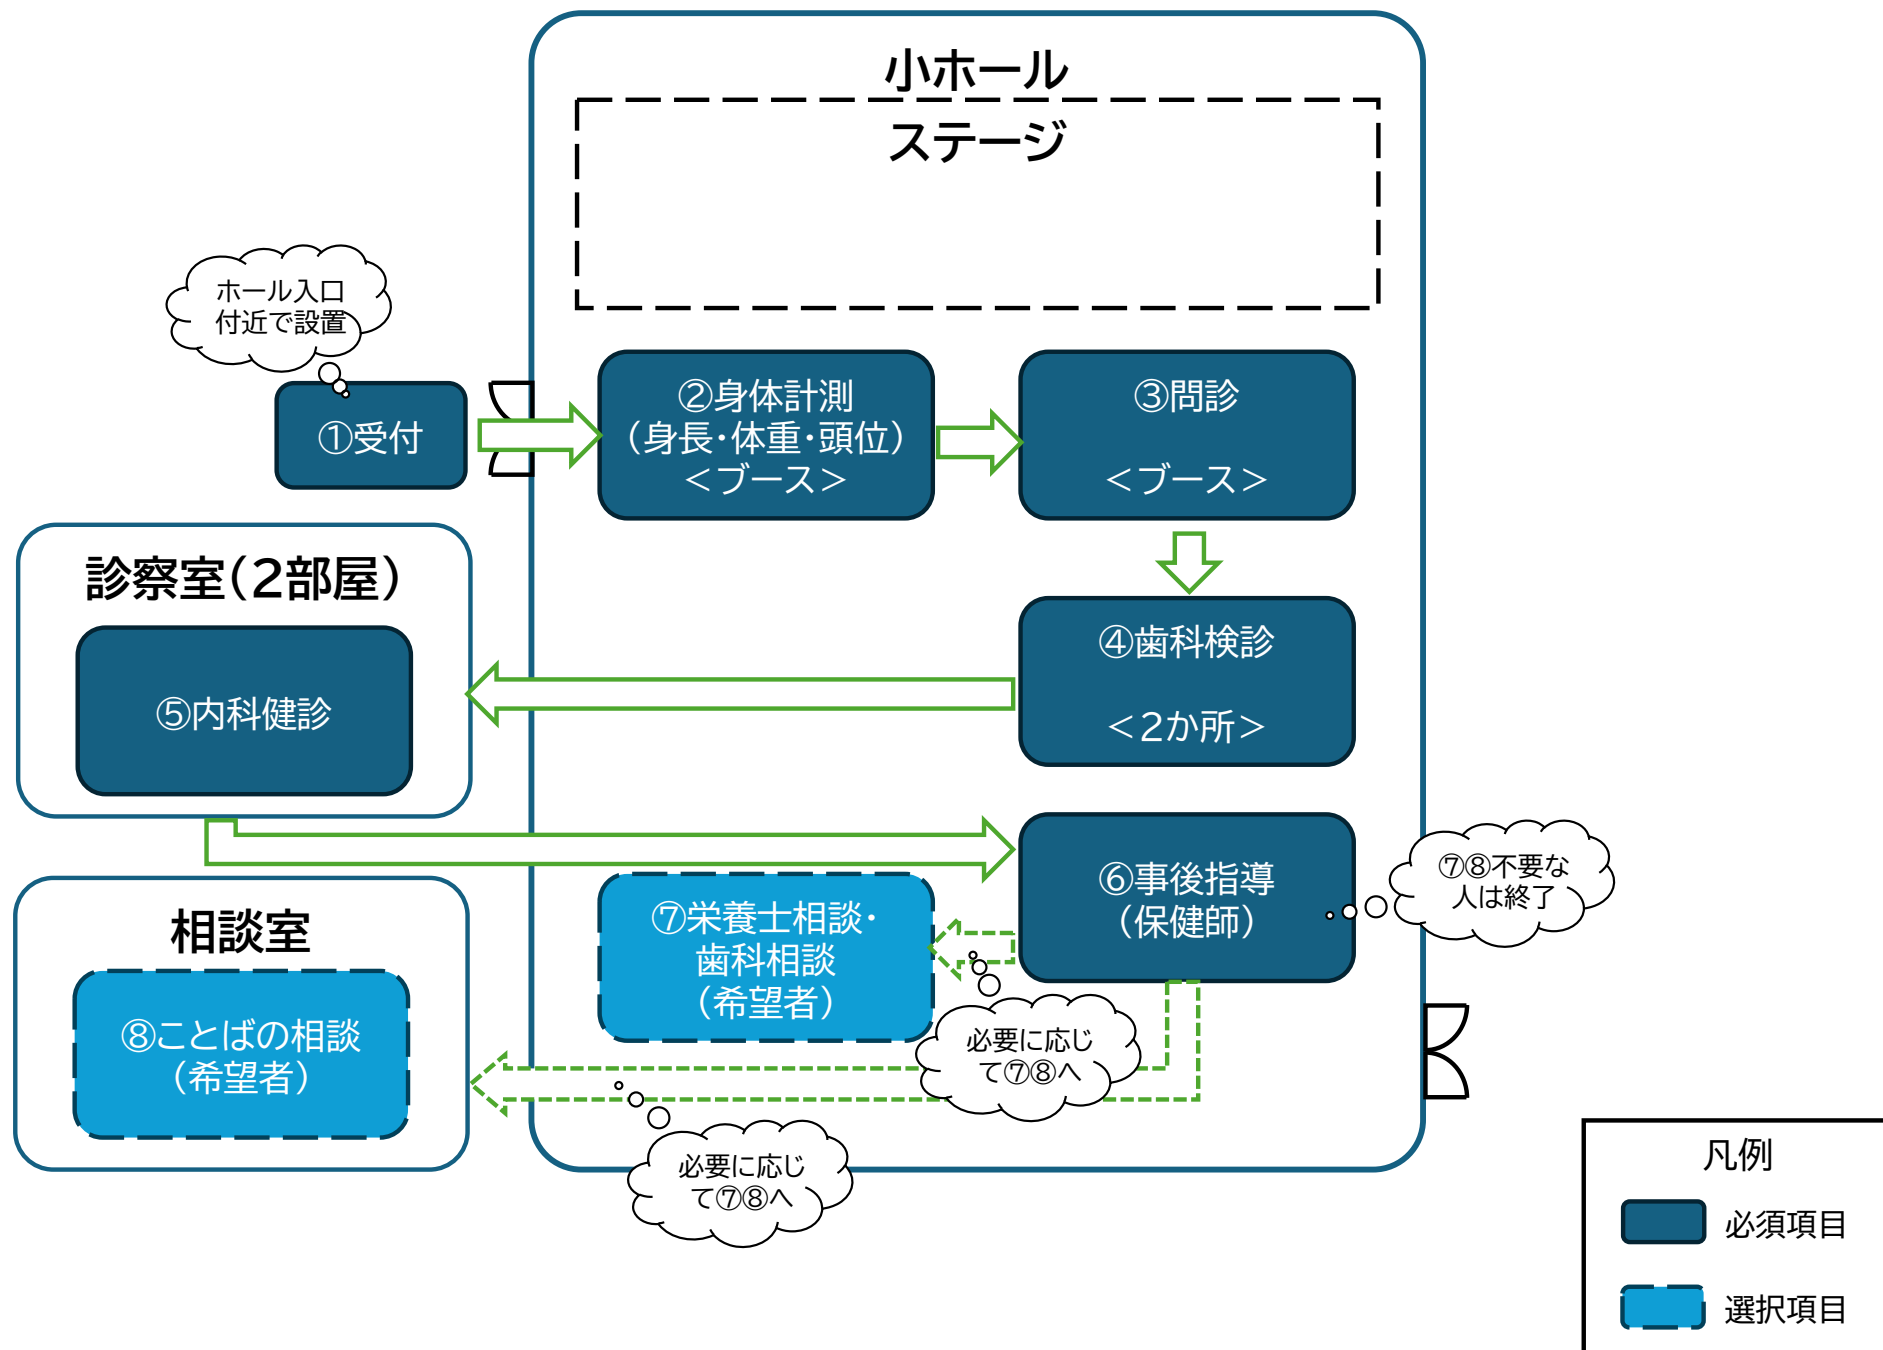 小ホール
ステージ
ホール入口
付近で設置
①受付
②身体計測
（身長・体重・頭位）
＜ブース＞
③問診
＜ブース＞
診察室（２部屋）
⑤内科健診
④歯科検診
＜２か所＞
⑥事後指導
（保健師）
⑦⑧不要な
人は終了
⑦栄養士相談・
歯科相談
（希望者）
相談室
⑧ことばの相談
（希望者）
必要に応じ
て⑦⑧へ
必要に応じ
て⑦⑧へ
凡例
必須項目
選択項目